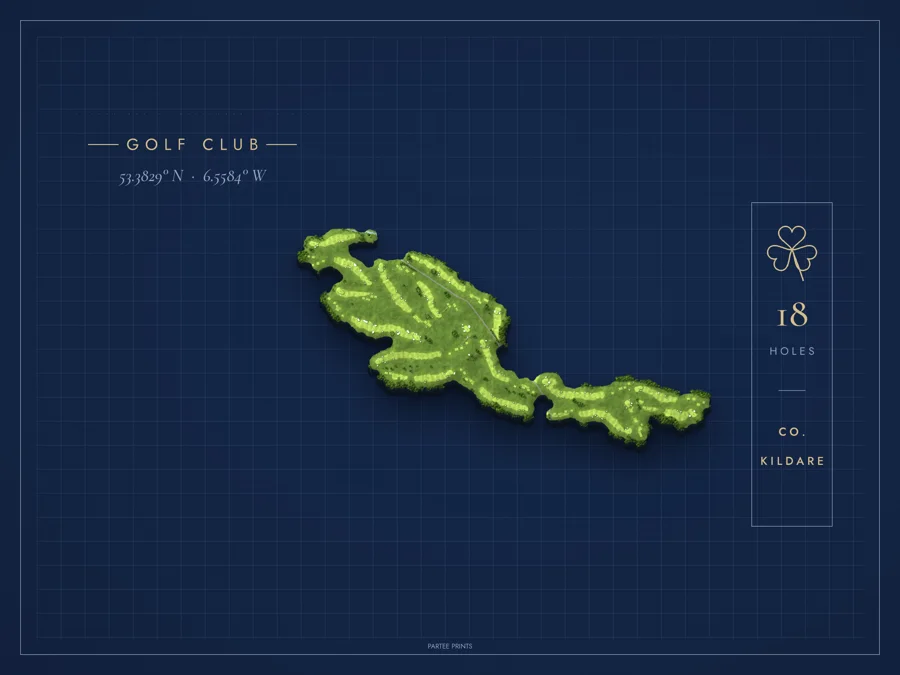 GOLF CLUB
53.3829° N · 6.5584° W
18
HOLES
CO.
KILDARE
PARTEE PRINTS